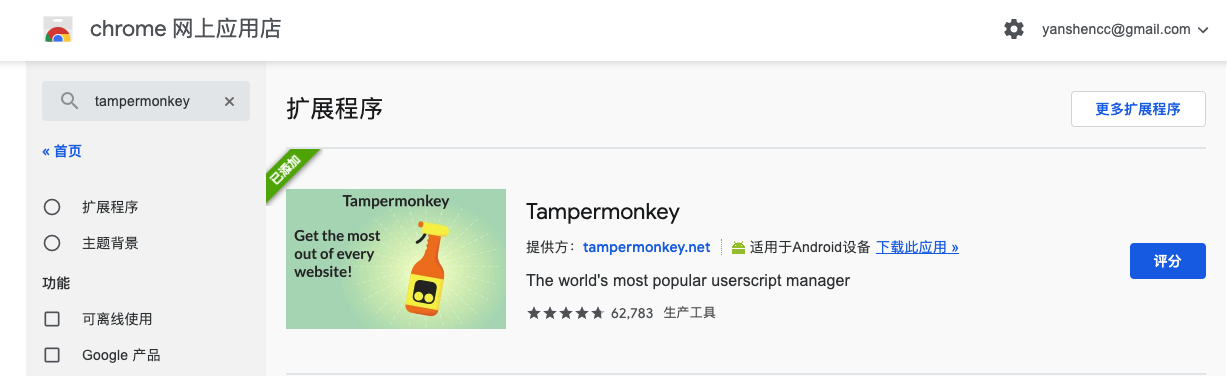 chrome 网上应用店
yanshencc@gmail.com
tampermonkey
« 首页
扩展程序
主题背景
功能
可离线使用
Google 产品
扩展程序
更多扩展程序
已添加
Tampermonkey
Get the most
out of every
website!
Tampermonkey
提供方： tampermonkey.net 适用于Android设备 下载此应用 »
The world's most popular userscript manager
62,783 生产工具
评分